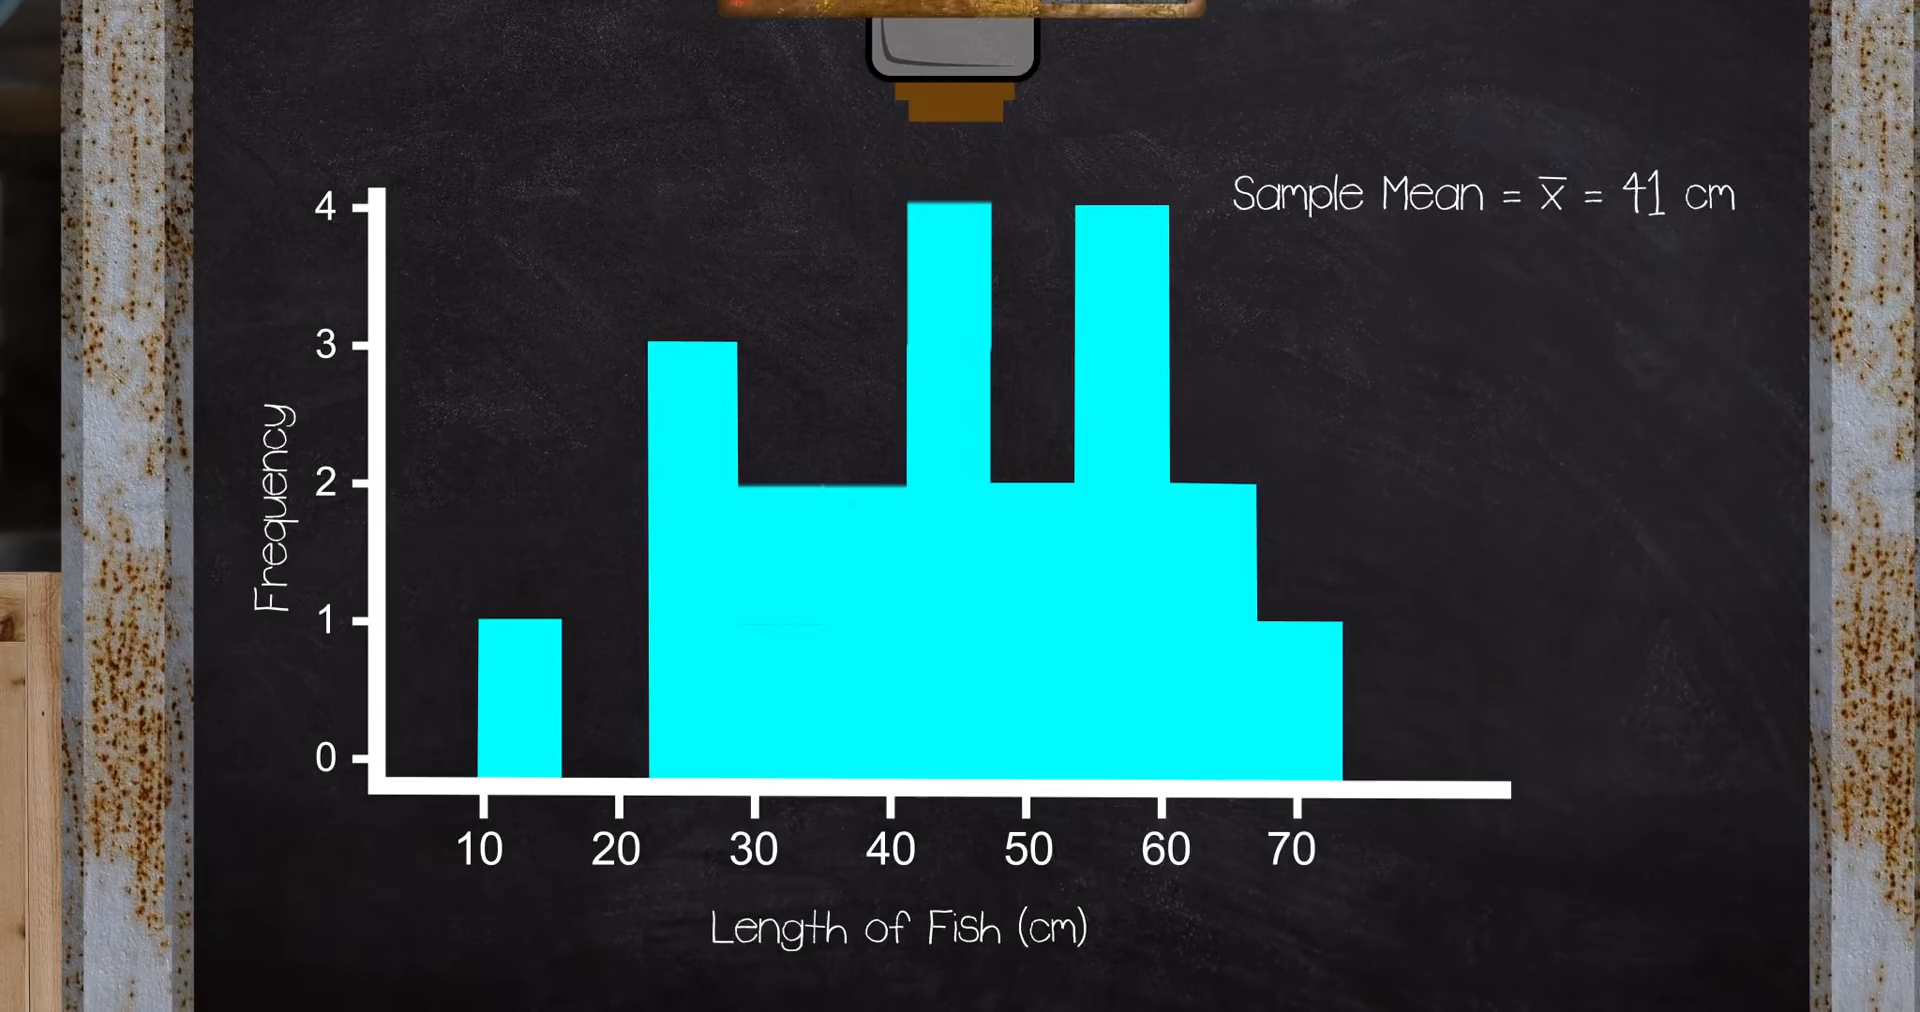 Sample Mean = x̅ = 41 cm
4
3
2
1
0
Frequency
10 20 30 40 50 60 70
Length of Fish (cm)